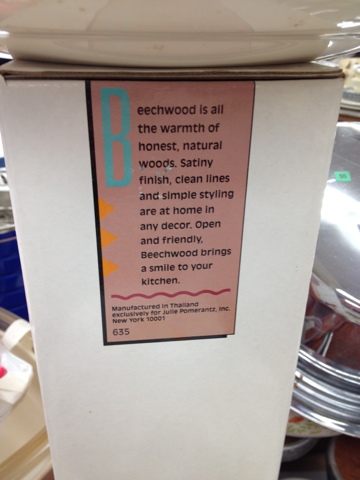 Beechwood is all
the warmth of
honest, natural
woods. Satiny
finish, clean lines
and simple styling
are at home in
any decor. Open
and friendly,
Beechwood brings
a smile to your
kitchen.
Manufactured in Thailand
exclusively for Julie Pomerantz, Inc.
New York 10001
635